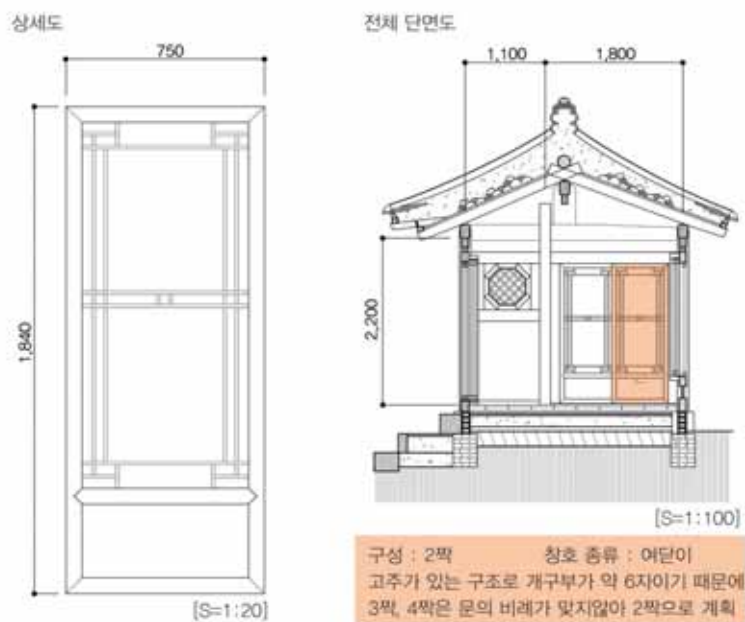 상세도
750
1,840
[S=1:20]
전체 단면도
1,100
1,800
2,200
[S=1:100]
구성 : 2짝 창호 종류 : 여닫이
고주가 있는 구조로 개구부가 약 6자이기 때문에
3짝, 4짝은 문의 비례가 맞지않아 2짝으로 계획